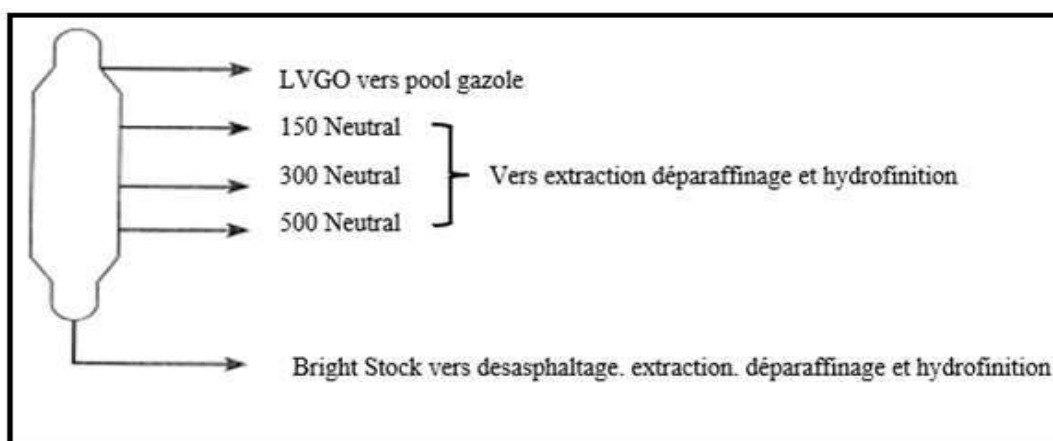 LVGO vers pool gazole
150 Neutral
300 Neutral
500 Neutral
Vers extraction déparaffinage et hydrofinition
Bright Stock vers desasphaltage. extraction. déparaffinage et hydrofinition